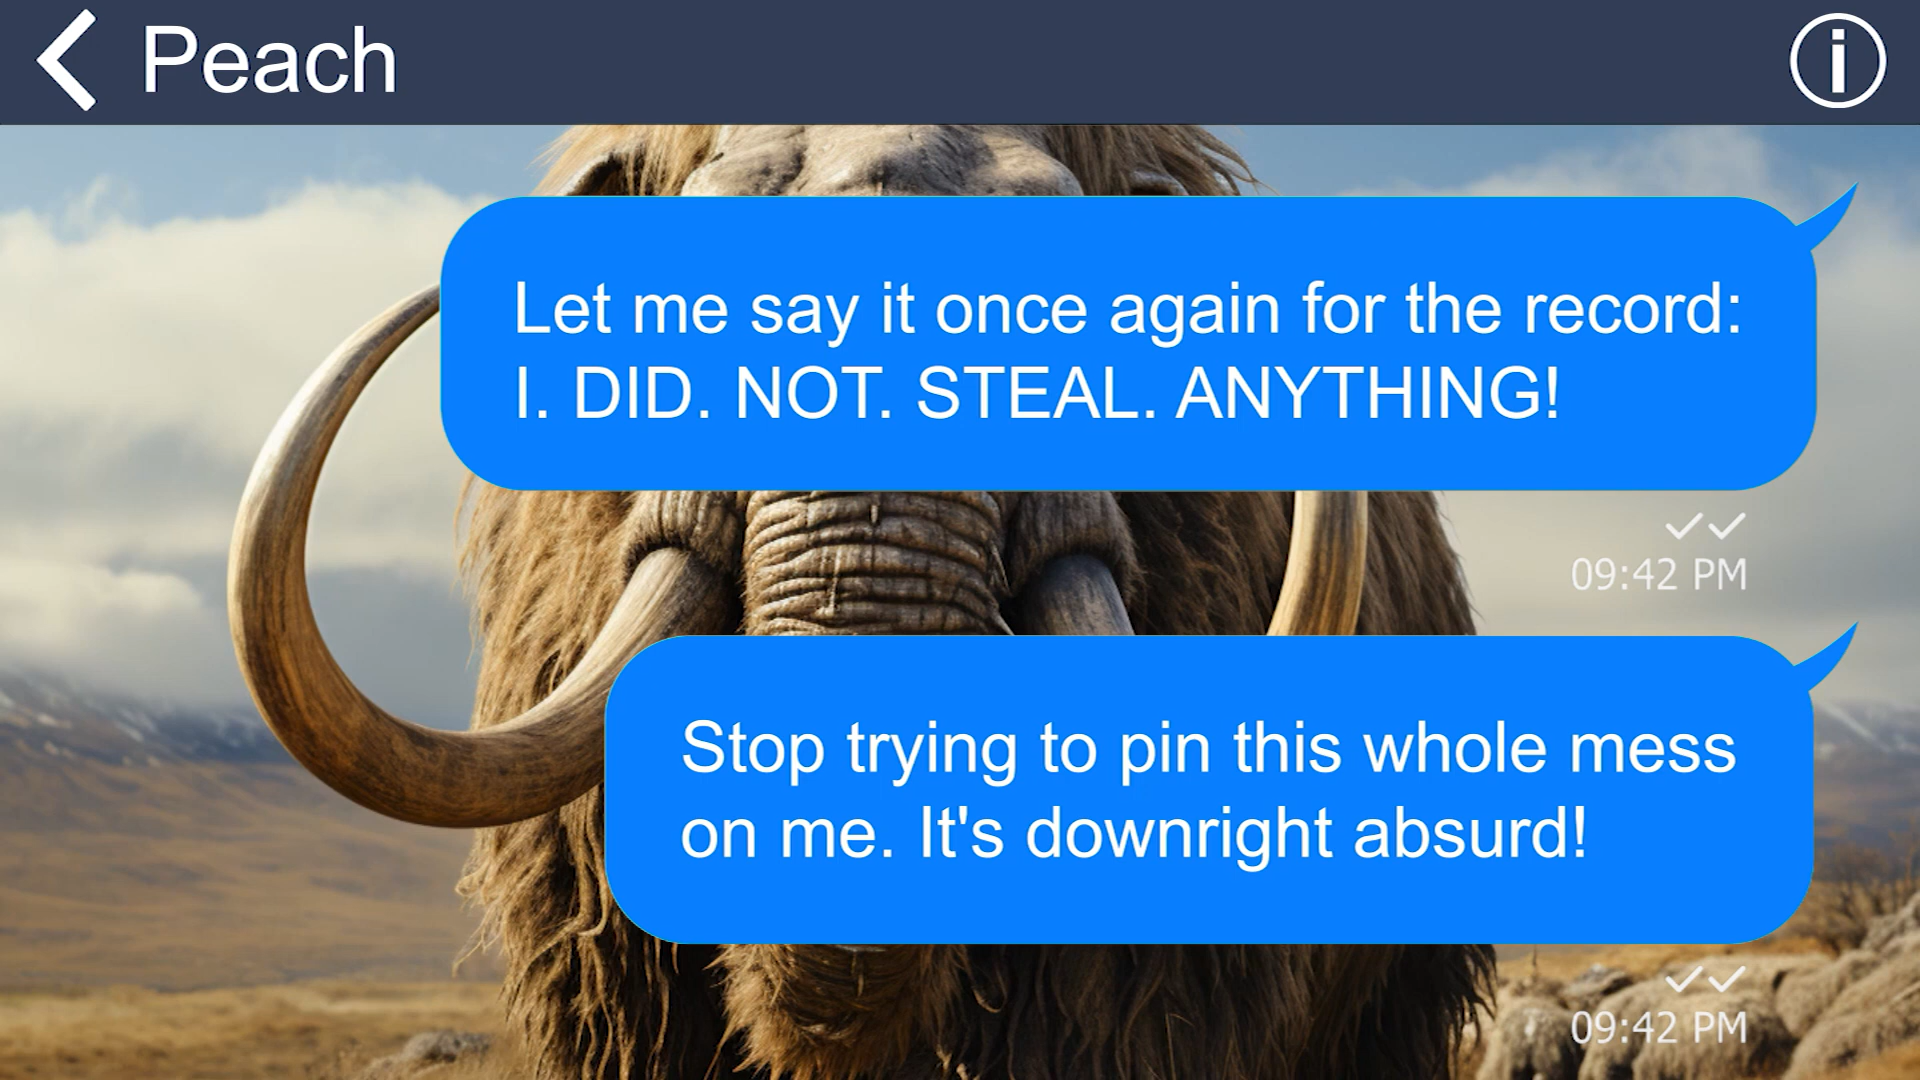 Peach
Let me say it once again for the record:
I. DID. NOT. STEAL. ANYTHING!
09:42 PM
Stop trying to pin this whole mess
on me. It's downright absurd!
09:42 PM